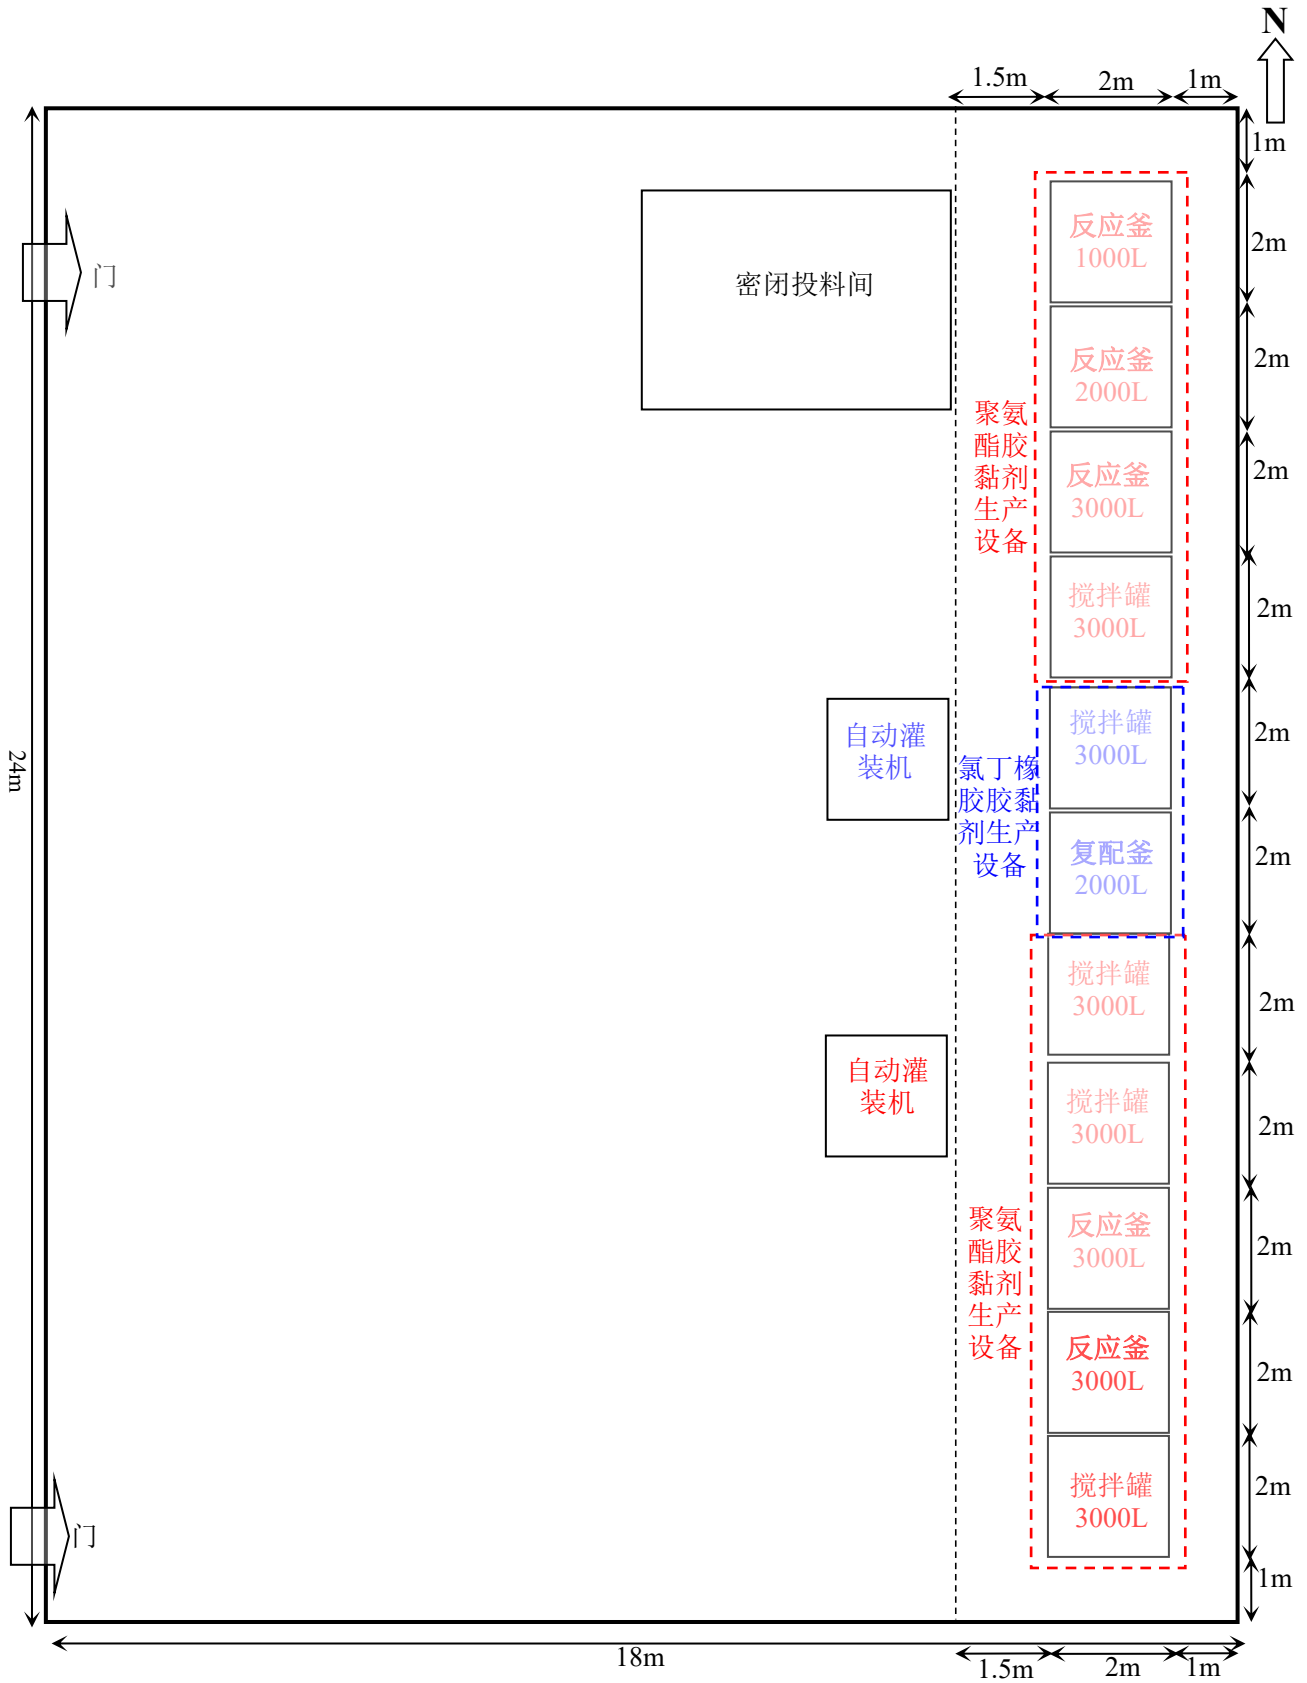 N
1.5m
2m
1m
1m
反应釜
1000L
2m
门
密闭投料间
反应釜
2000L
2m
聚氨
酯胶
黏剂
生产
设备
反应釜
3000L
2m
搅拌罐
3000L
2m
自动灌
装机
搅拌罐
3000L
2m
24m
氯丁橡
胶胶黏
剂生产
设备
复配釜
2000L
2m
搅拌罐
3000L
2m
自动灌
装机
搅拌罐
3000L
2m
聚氨
酯胶
黏剂
生产
设备
反应釜
3000L
2m
反应釜
3000L
2m
搅拌罐
3000L
2m
门
1m
18m
1.5m
2m
1m